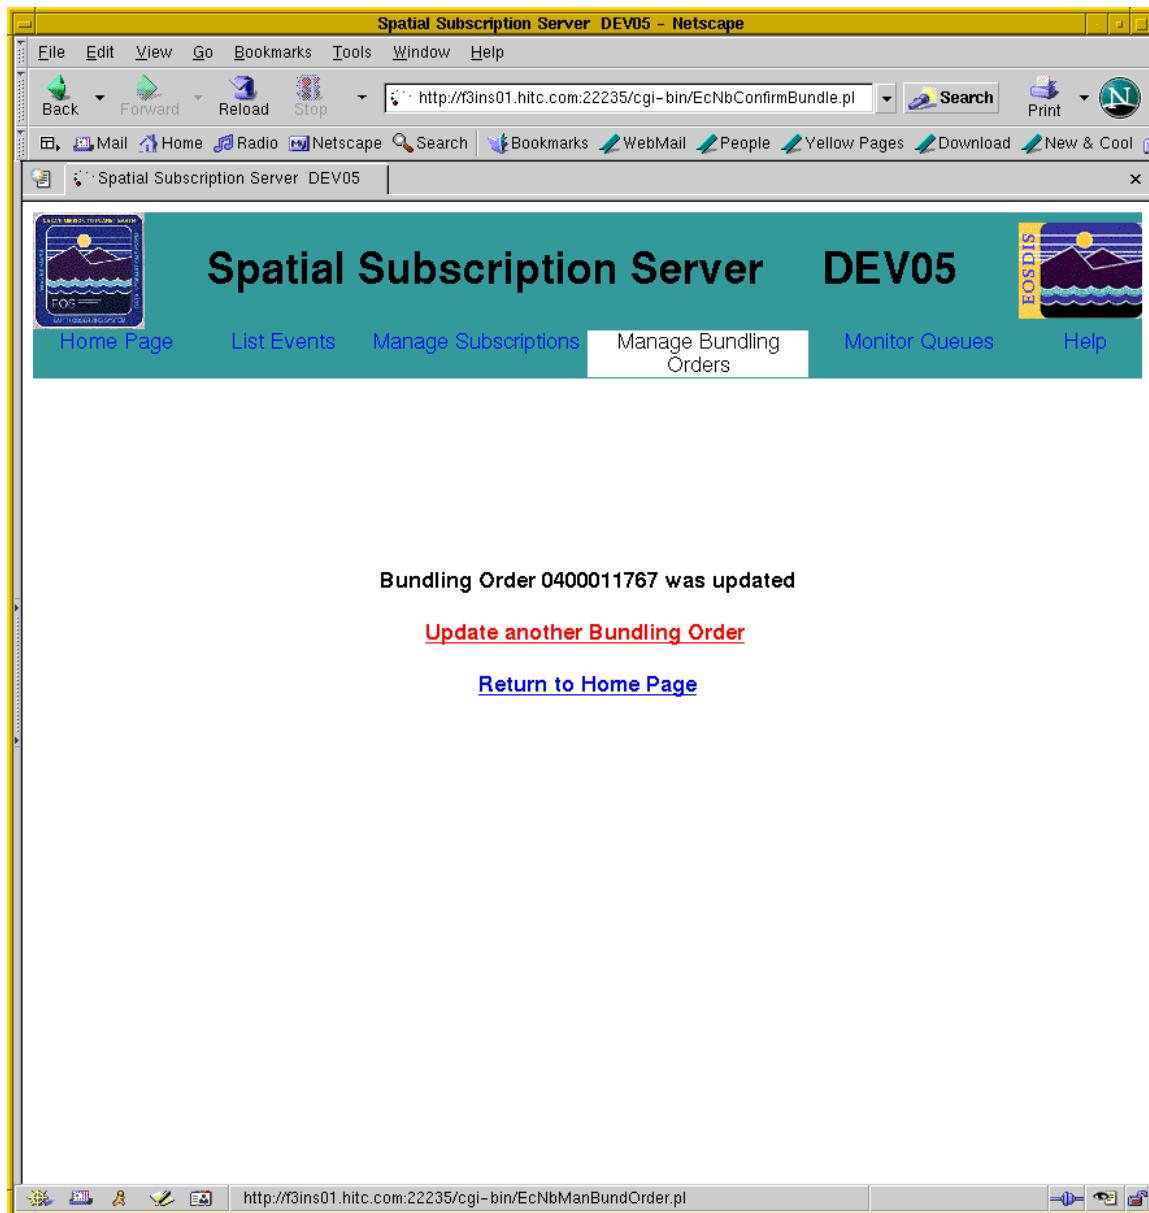 Spatial Subscription Server DEV05 - Netscape
File Edit View Go Bookmarks Tools Window Help
Back Forward Reload Stop http://f3ins01.hitc.com:22235/cgi-bin/EcNbConfirmBundle.pl Search Print N
Mail Home Radio my Netscape Search Bookmarks WebMail People Yellow Pages Download New & Cool
Spatial Subscription Server DEV05
Spatial Subscription Server DEV05
EOS
EOSDIS
Home Page List Events Manage Subscriptions Manage Bundling Monitor Queues Help
Orders
Bundling Order 0400011767 was updated
Update another Bundling Order
Return to Home Page
http://f3ins01.hitc.com:22235/cgi-bin/EcNbManBundOrder.pl